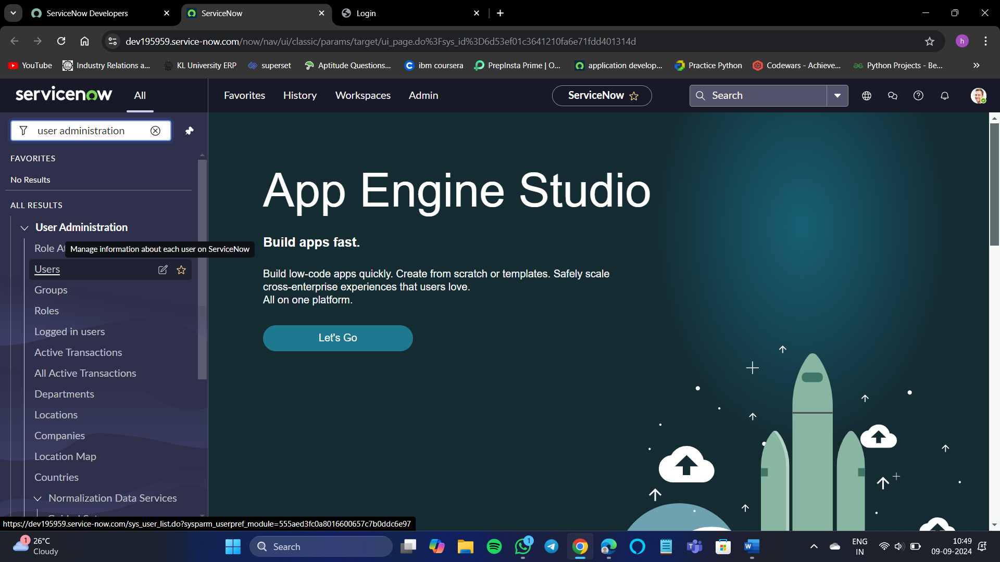 ServiceNow Developers
ServiceNow
Login
dev195959.service-now.com/now/nav/ui/classic/params/target/ui_page.do%3Fsys_id%3D6d53ef01c3641210fa6e71fdd401314d
h
YouTube
Industry Relations a...
KL University ERP
superset
Aptitude Questions...
ibm coursera
PrepInsta Prime | O...
application develop...
Practice Python
Codewars - Achieve...
Python Projects - Be...
servicenow
All
Favorites
History
Workspaces
Admin
ServiceNow
Search
user administration
FAVORITES
No Results
ALL RESULTS
User Administration
Role At
Manage information about each user on ServiceNow
Users
Groups
Roles
Logged in users
Active Transactions
All Active Transactions
Departments
Locations
Companies
Location Map
Countries
Normalization Data Services
App Engine Studio
Build apps fast.
Build low-code apps quickly. Create from scratch or templates. Safely scale
cross-enterprise experiences that users love.
All on one platform.
Let's Go
https://dev195959.service-now.com/sys_user_list.do?sysparm_userpref_module=555aed3fc0a8016600657c7b0ddc6e97
1
26°C
Cloudy
Search
1
ENG
IN
10:49
09-09-2024